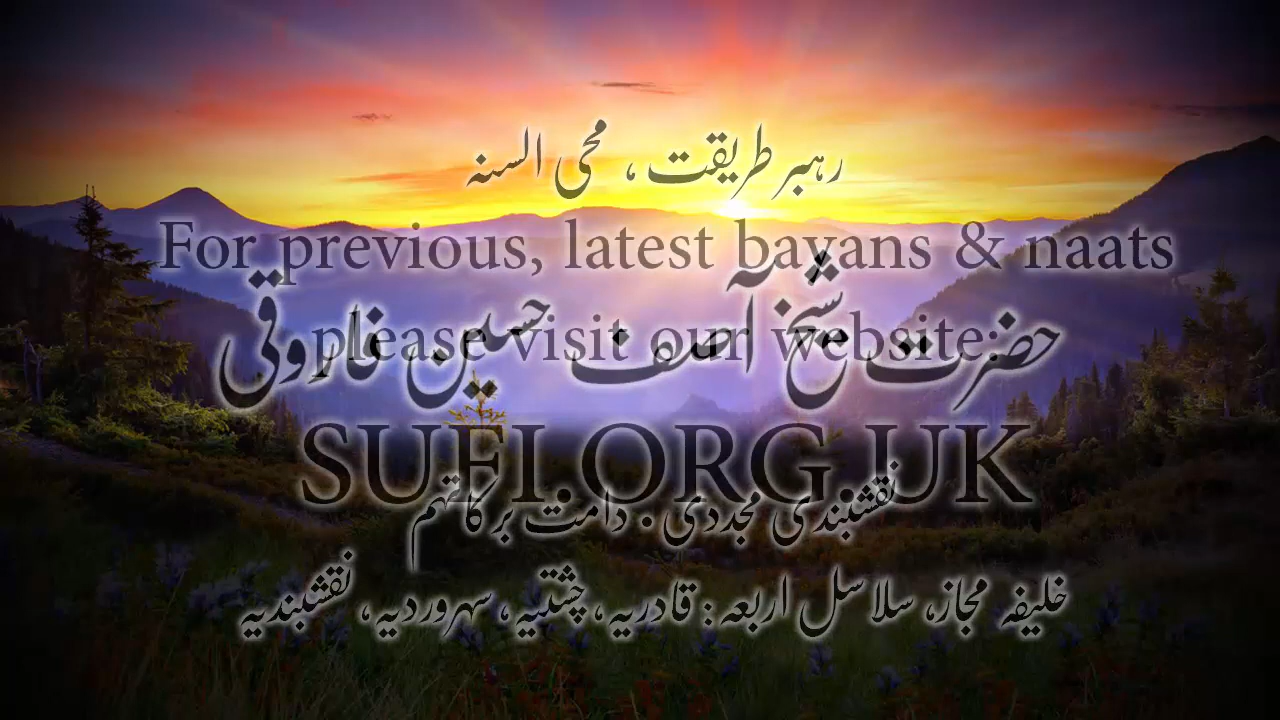 رہبر طریقت ، محی السنہ
For previous, latest bayans & naats
حضرت شیخ آصف حسین فاروقی
please visit our website:
SUFI.ORG.UK
نقشبندی مجددی . دامت برکاتہم
خلیفہ مجاز، سلاسل اربعہ : قادریہ، چشتیہ، سہروردیہ، نقشبندیہ